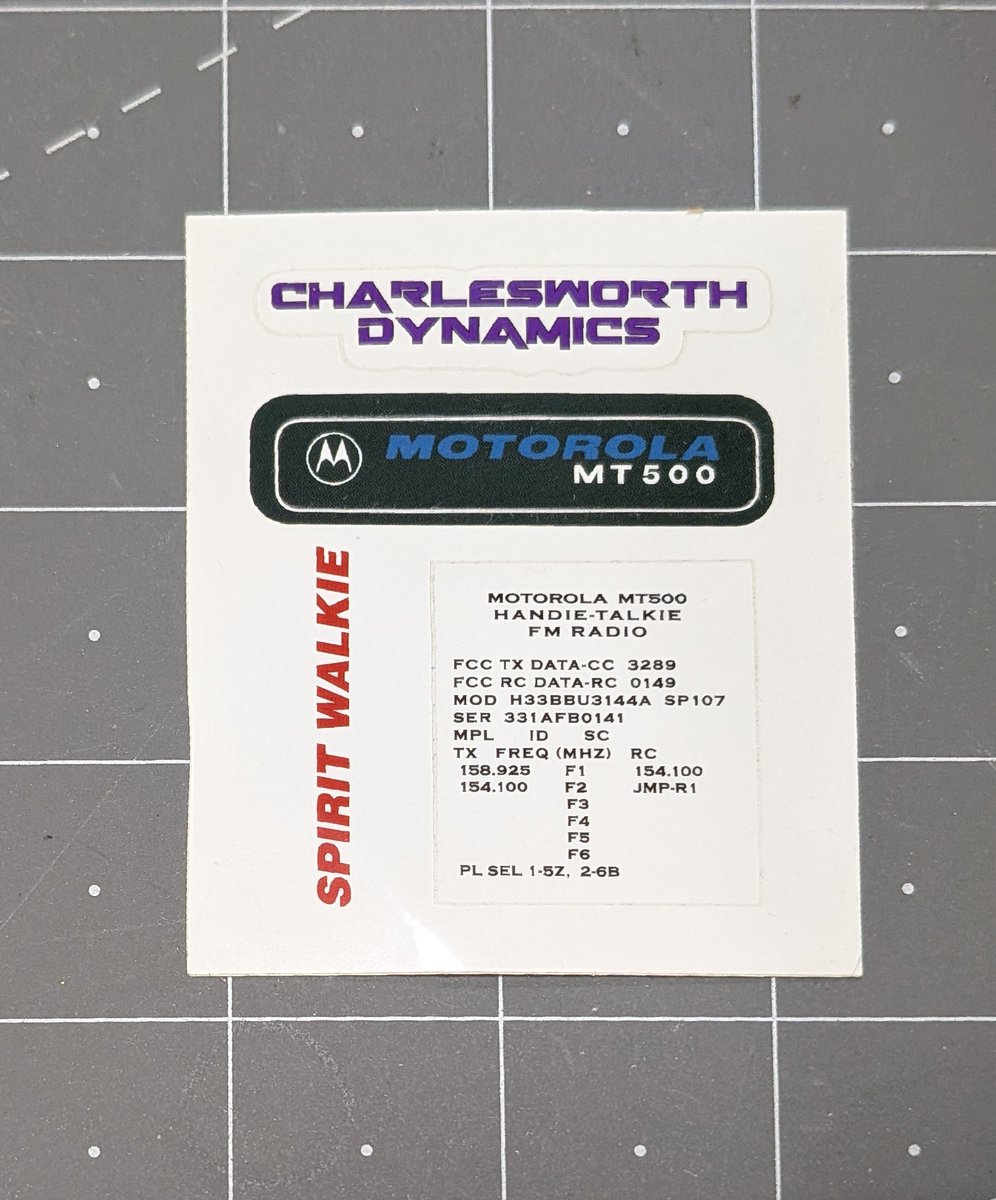 CHARLESWORTH
DYNAMICS
MOTOROLA
MT500
SPIRIT WALKIE
MOTOROLA MT500
HANDIE-TALKIE
FM RADIO
FCC TX DATA-CC 3289
FCC RC DATA-RC 0149
MOD H33BBU3144A SP107
SER 331AFB0141
MPL ID SC
TX FREQ (MHZ) RC
158.925 F1 154.100
154.100 F2 JMP-R1
F3
F4
F5
F6
PL SEL 1-5Z, 2-6B